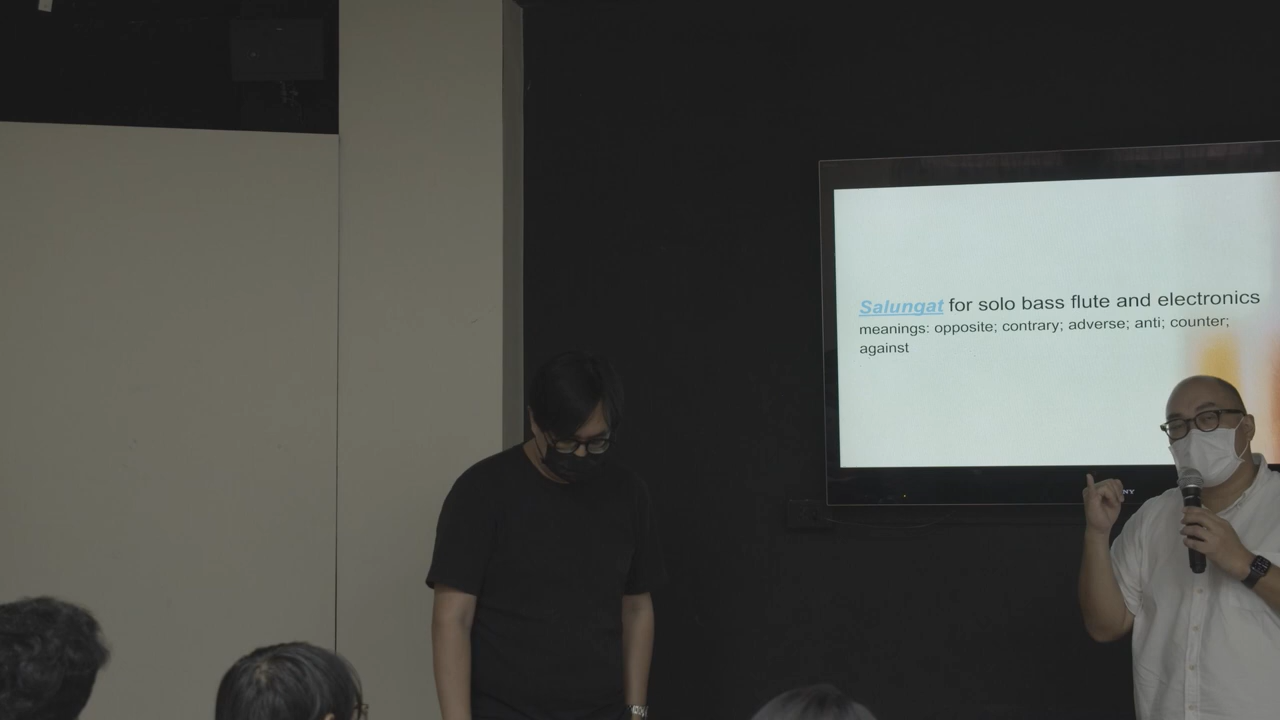 Salungat for solo bass flute and electronics
meanings: opposite; contrary; adverse; anti; counter;
against